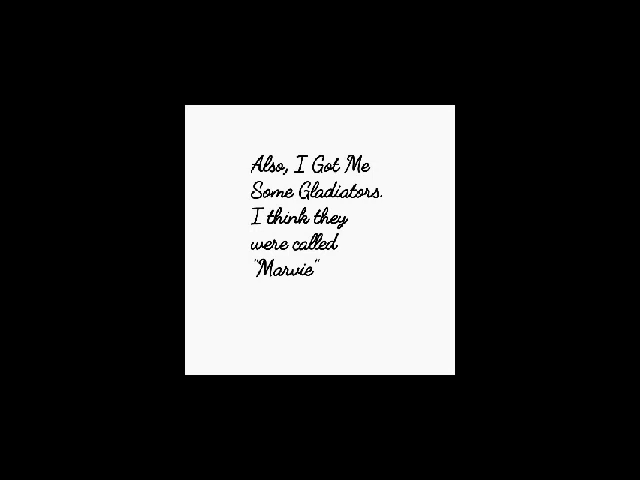 Also, I Got Me
Some Gladiators.
I think they
were called
"Marvie"